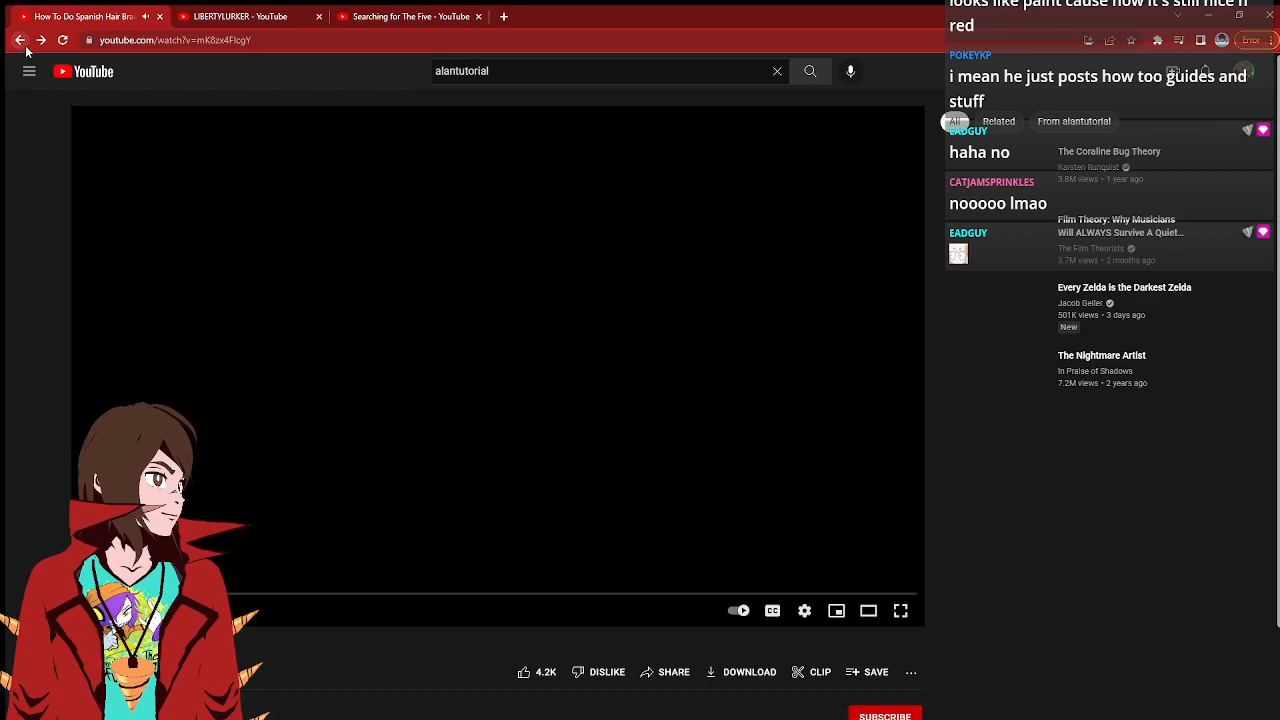 How To Do Spanish Hair Brai
LIBERTYLURKER - YouTube
Searching for The Five - YouTube
youtube.com/watch?v=mK8zx4FIcgY
Error
YouTube
alantutorial
looks like paint cause how it's still nice n
red
POKEYKP
i mean he just posts how too guides and
stuff
All
Related
From alantutorial
EADGUY
haha no
The Coraline Bug Theory
Karsten Runquist
3.8M views • 1 year ago
CATJAMSPRINKLES
nooooo lmao
Film Theory: Why Musicians
Will ALWAYS Survive A Quiet...
EADGUY
The Film Theorists
3.7M views • 2 months ago
Every Zelda is the Darkest Zelda
Jacob Geller
501K views • 3 days ago
New
The Nightmare Artist
In Praise of Shadows
7.2M views • 2 years ago
CC
4.2K
DISLIKE
SHARE
DOWNLOAD
CLIP
SAVE
SUBSCRIBE